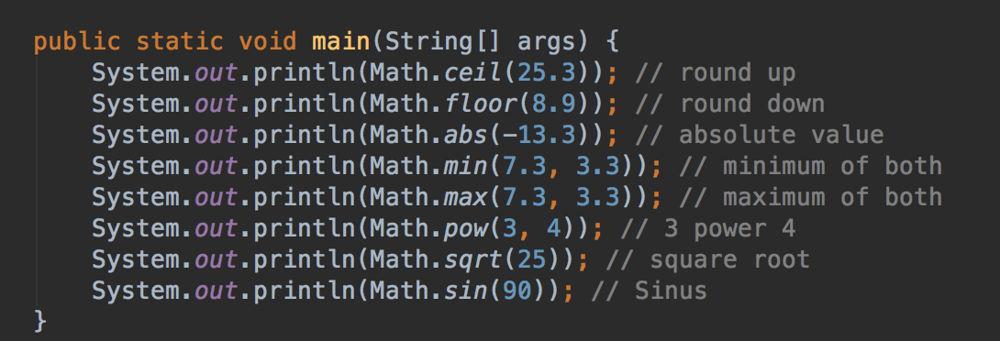 public static void main(String[] args) {
    System.out.println(Math.ceil(25.3)); // round up
    System.out.println(Math.floor(8.9)); // round down
    System.out.println(Math.abs(-13.3)); // absolute value
    System.out.println(Math.min(7.3, 3.3)); // minimum of both
    System.out.println(Math.max(7.3, 3.3)); // maximum of both
    System.out.println(Math.pow(3, 4)); // 3 power 4
    System.out.println(Math.sqrt(25)); // square root
    System.out.println(Math.sin(90)); // Sinus
}